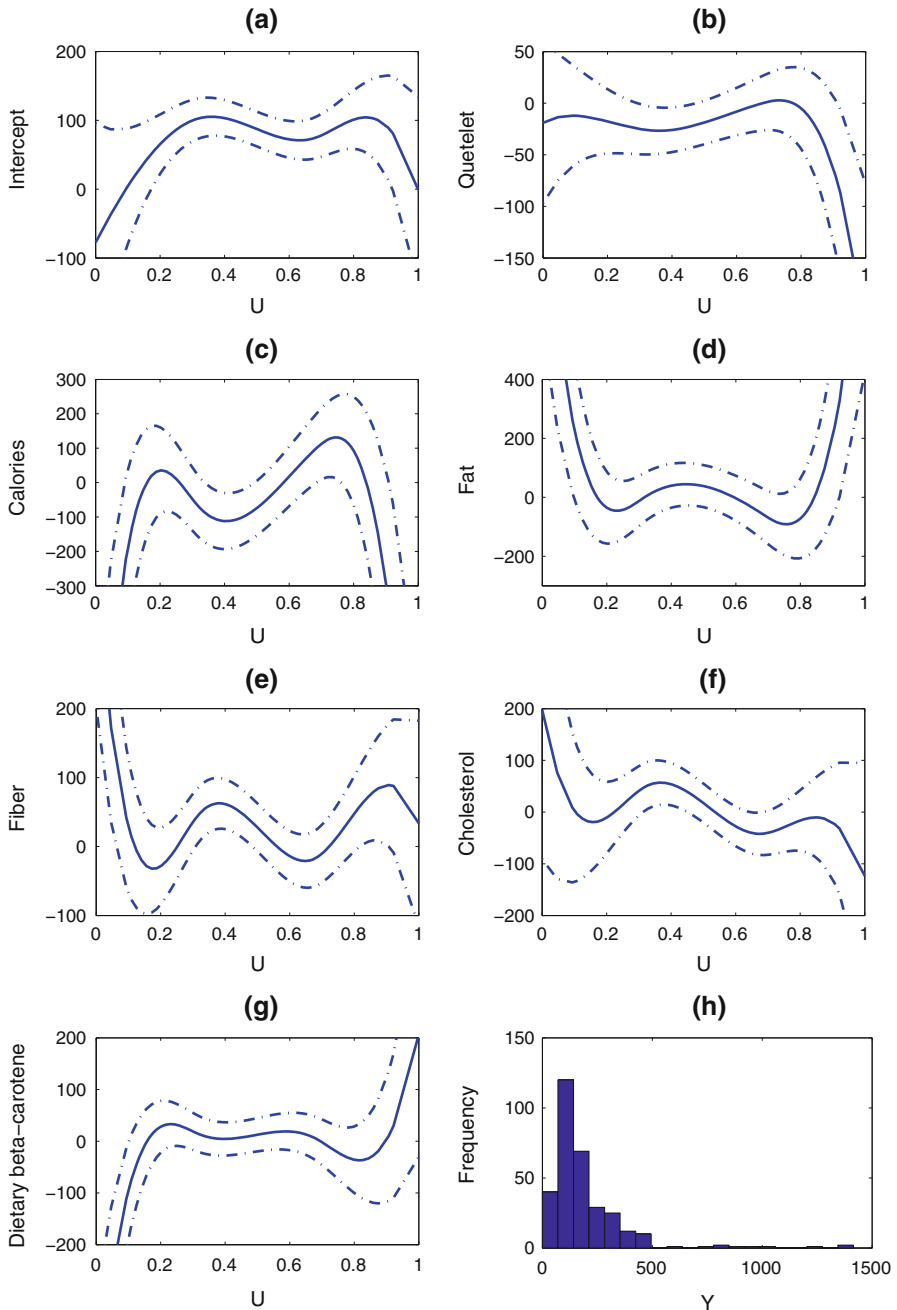 (a)
200
100
0
−100
Intercept
0 0.2 0.4 0.6 0.8 1
U
(b)
50
0
−50
−100
−150
Quetelet
0 0.2 0.4 0.6 0.8 1
U
(c)
300
200
100
0
−100
−200
−300
Calories
0 0.2 0.4 0.6 0.8 1
U
(d)
400
200
0
−200
Fat
0 0.2 0.4 0.6 0.8 1
U
(e)
200
100
0
−100
Fiber
0 0.2 0.4 0.6 0.8 1
U
(f)
200
100
0
−100
−200
Cholesterol
0 0.2 0.4 0.6 0.8 1
U
(g)
200
100
0
−100
−200
Dietary beta−carotene
0 0.2 0.4 0.6 0.8 1
U
(h)
150
100
50
0
Frequency
0 500 1000 1500
Y